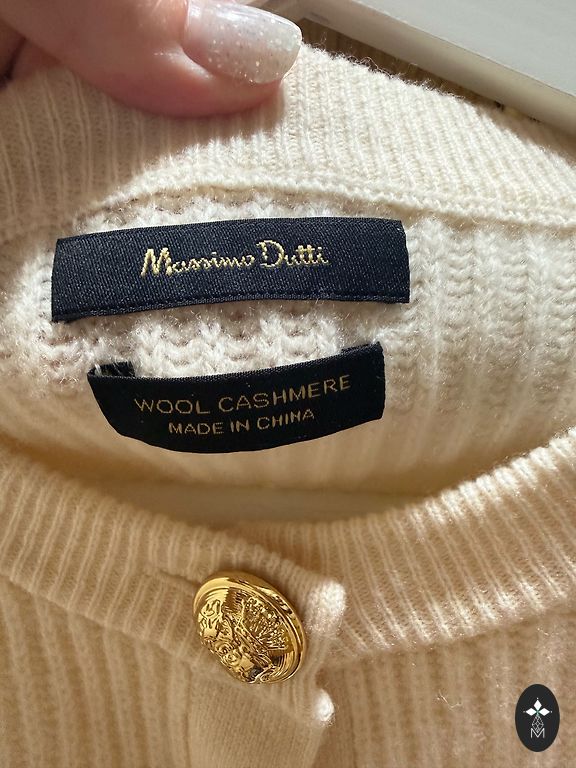 Massimo Dutti
WOOL CASHMERE
MADE IN CHINA
M